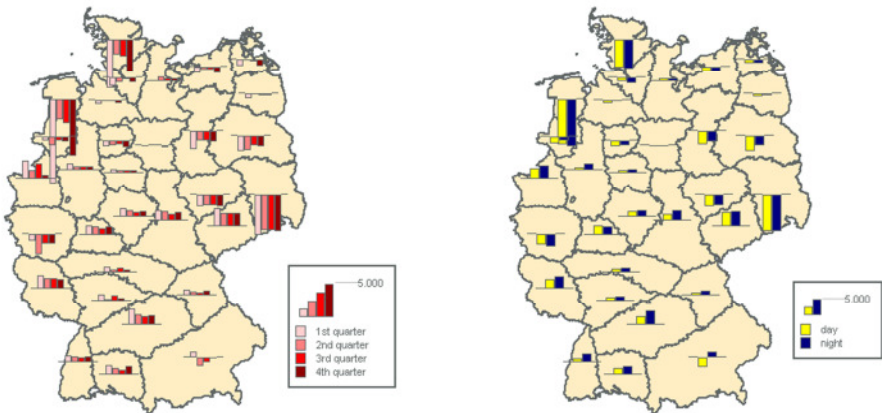 5.000
1st quarter
2nd quarter
3rd quarter
4th quarter
5.000
day
night